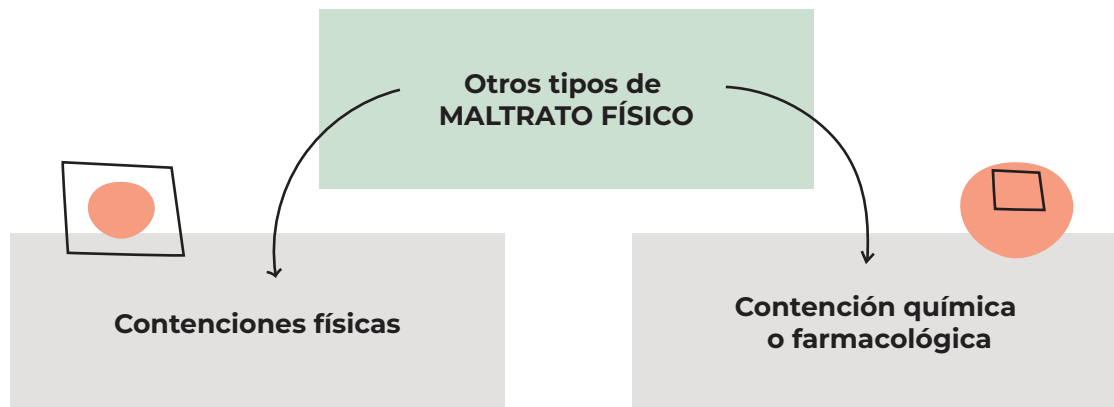 Otros tipos de
MALTRATO FÍSICO
Contenciones físicas
Contención química
o farmacológica